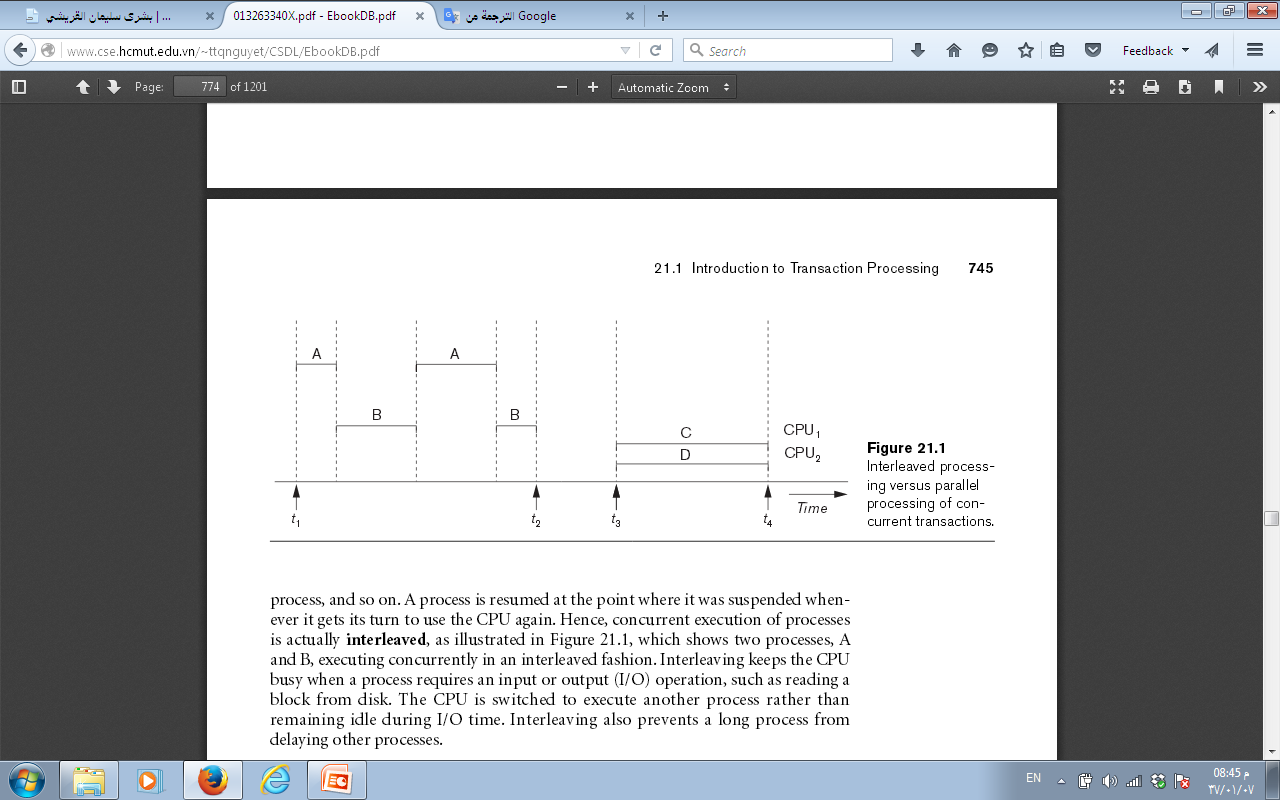 ... | بشرى سليمان القريشي
013263340X.pdf - EbookDB.pdf
الترجمة من Google
www.cse.hcmut.edu.vn/~ttqnguyet/CSDL/EbookDB.pdf
Search
Feedback
Page: 774 of 1201
Automatic Zoom
21.1 Introduction to Transaction Processing 745
A A
B B
C CPU1
D CPU2
t1 t2 t3 t4 Time
Figure 21.1
Interleaved process-
ing versus parallel
processing of con-
current transactions.
process, and so on. A process is resumed at the point where it was suspended when-
ever it gets its turn to use the CPU again. Hence, concurrent execution of processes
is actually interleaved, as illustrated in Figure 21.1, which shows two processes, A
and B, executing concurrently in an interleaved fashion. Interleaving keeps the CPU
busy when a process requires an input or output (I/O) operation, such as reading a
block from disk. The CPU is switched to execute another process rather than
remaining idle during I/O time. Interleaving also prevents a long process from
delaying other processes.
EN
08:45 م
٣٧/٠١/٠٧